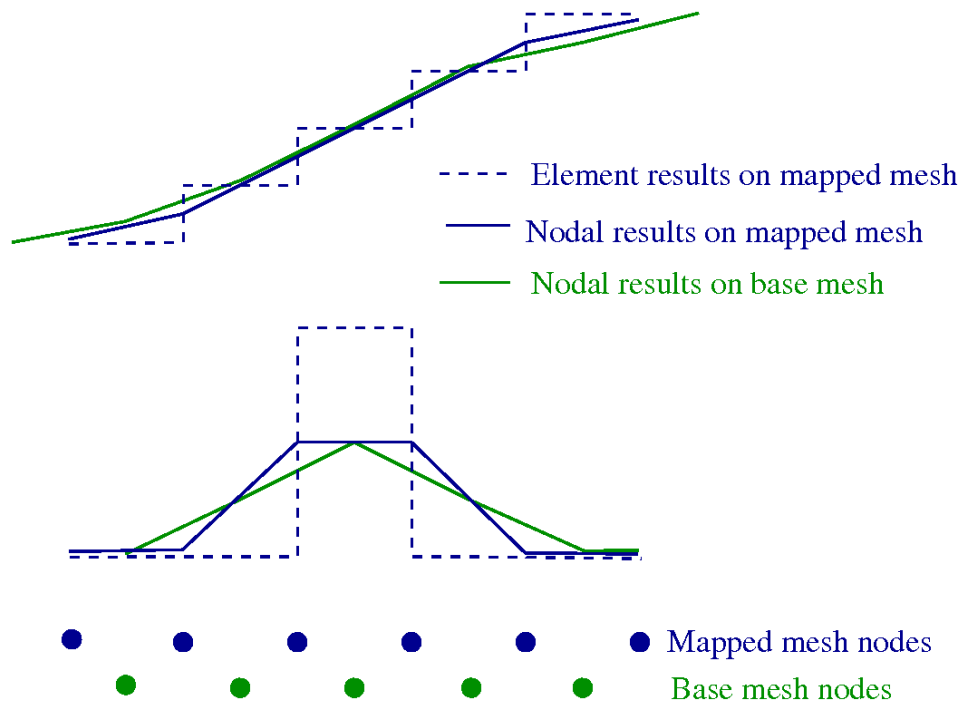 Element results on mapped mesh
Nodal results on mapped mesh
Nodal results on base mesh
Mapped mesh nodes
Base mesh nodes